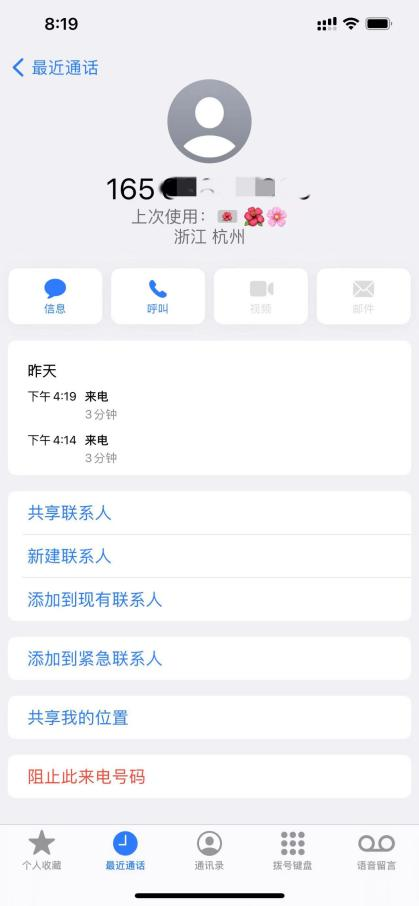 8:19
最近通话
165
上次使用：
浙江 杭州
信息
呼叫
视频
邮件
昨天
下午 4:19 来电
3 分钟
下午 4:14 来电
3 分钟
共享联系人
新建联系人
添加到现有联系人
添加到紧急联系人
共享我的位置
阻止此来电号码
个人收藏
最近通话
通讯录
拨号键盘
语音留言